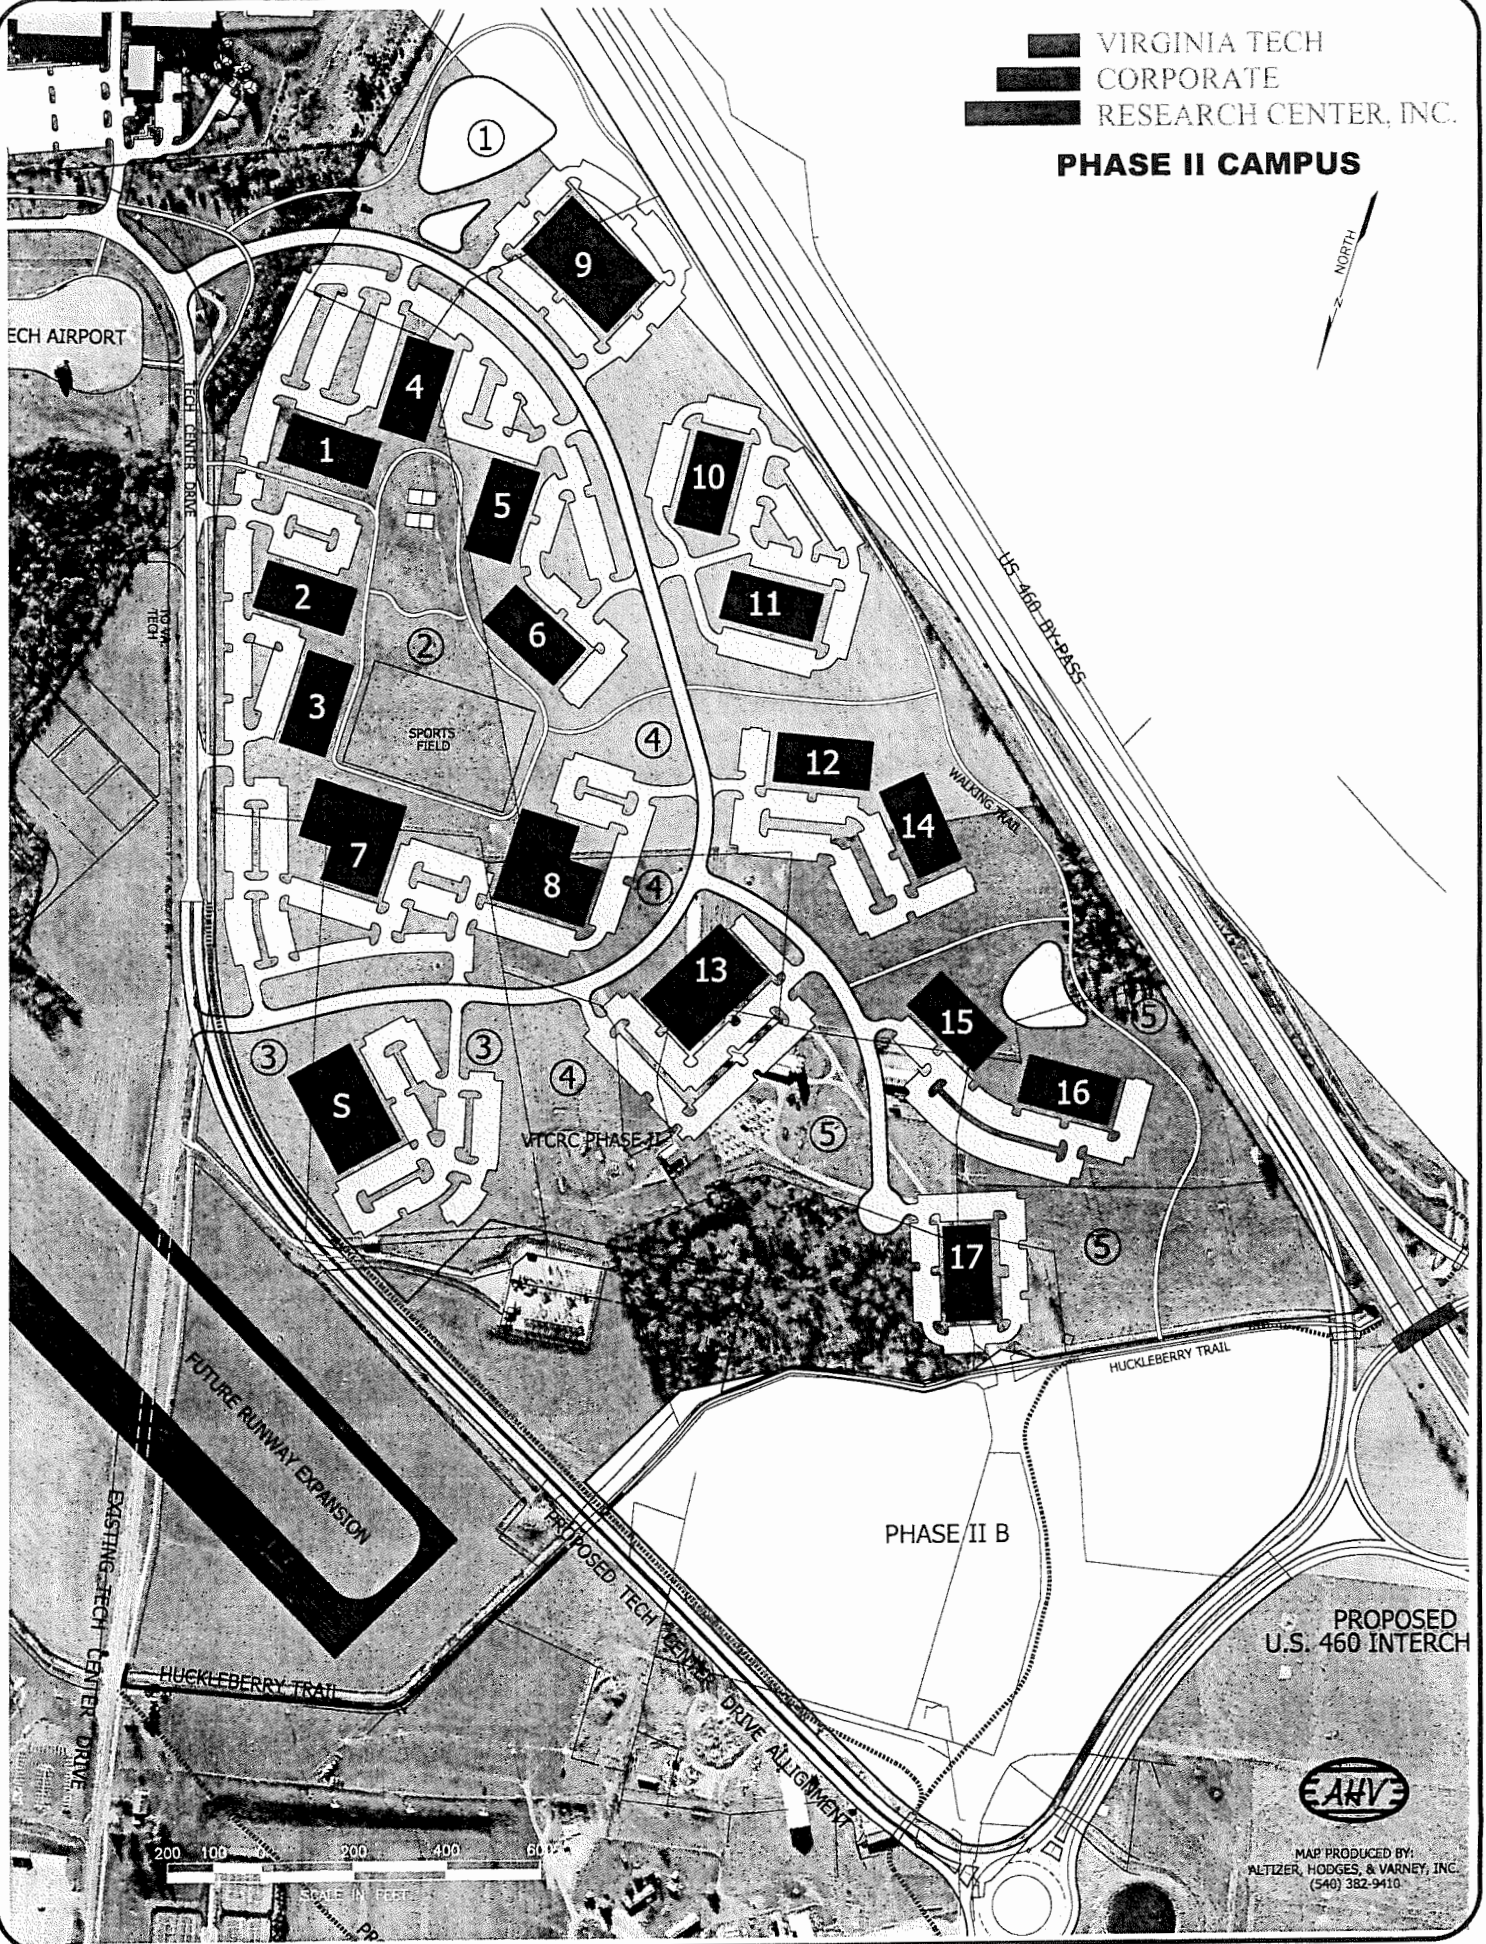 VIRGINIA TECH
CORPORATE
RESEARCH CENTER, INC.
PHASE II CAMPUS
NORTH
N
1
9
ECH AIRPORT
TECH CENTER DRIVE
4
1
10
5
US 460 BY-PASS
2
11
TO VA.
TECH
6
2
3
SPORTS
FIELD
4
12
WALKING TRAIL
14
7
8
4
13
15
5
3
3
4
16
S
VTCRC PHASE II
5
17
5
HUCKLEBERRY TRAIL
FUTURE RUNWAY EXPANSION
EXISTING TECH CENTER DRIVE
PROPOSED TECH CENTER DRIVE ALLIGNMENT
PHASE II B
PROPOSED
U.S. 460 INTERCH
HUCKLEBERRY TRAIL
AHV
MAP PRODUCED BY:
ALTIZER, HODGES, & VARNEY, INC.
(540) 382-9410
200 100 0 200 400 600
SCALE IN FEET